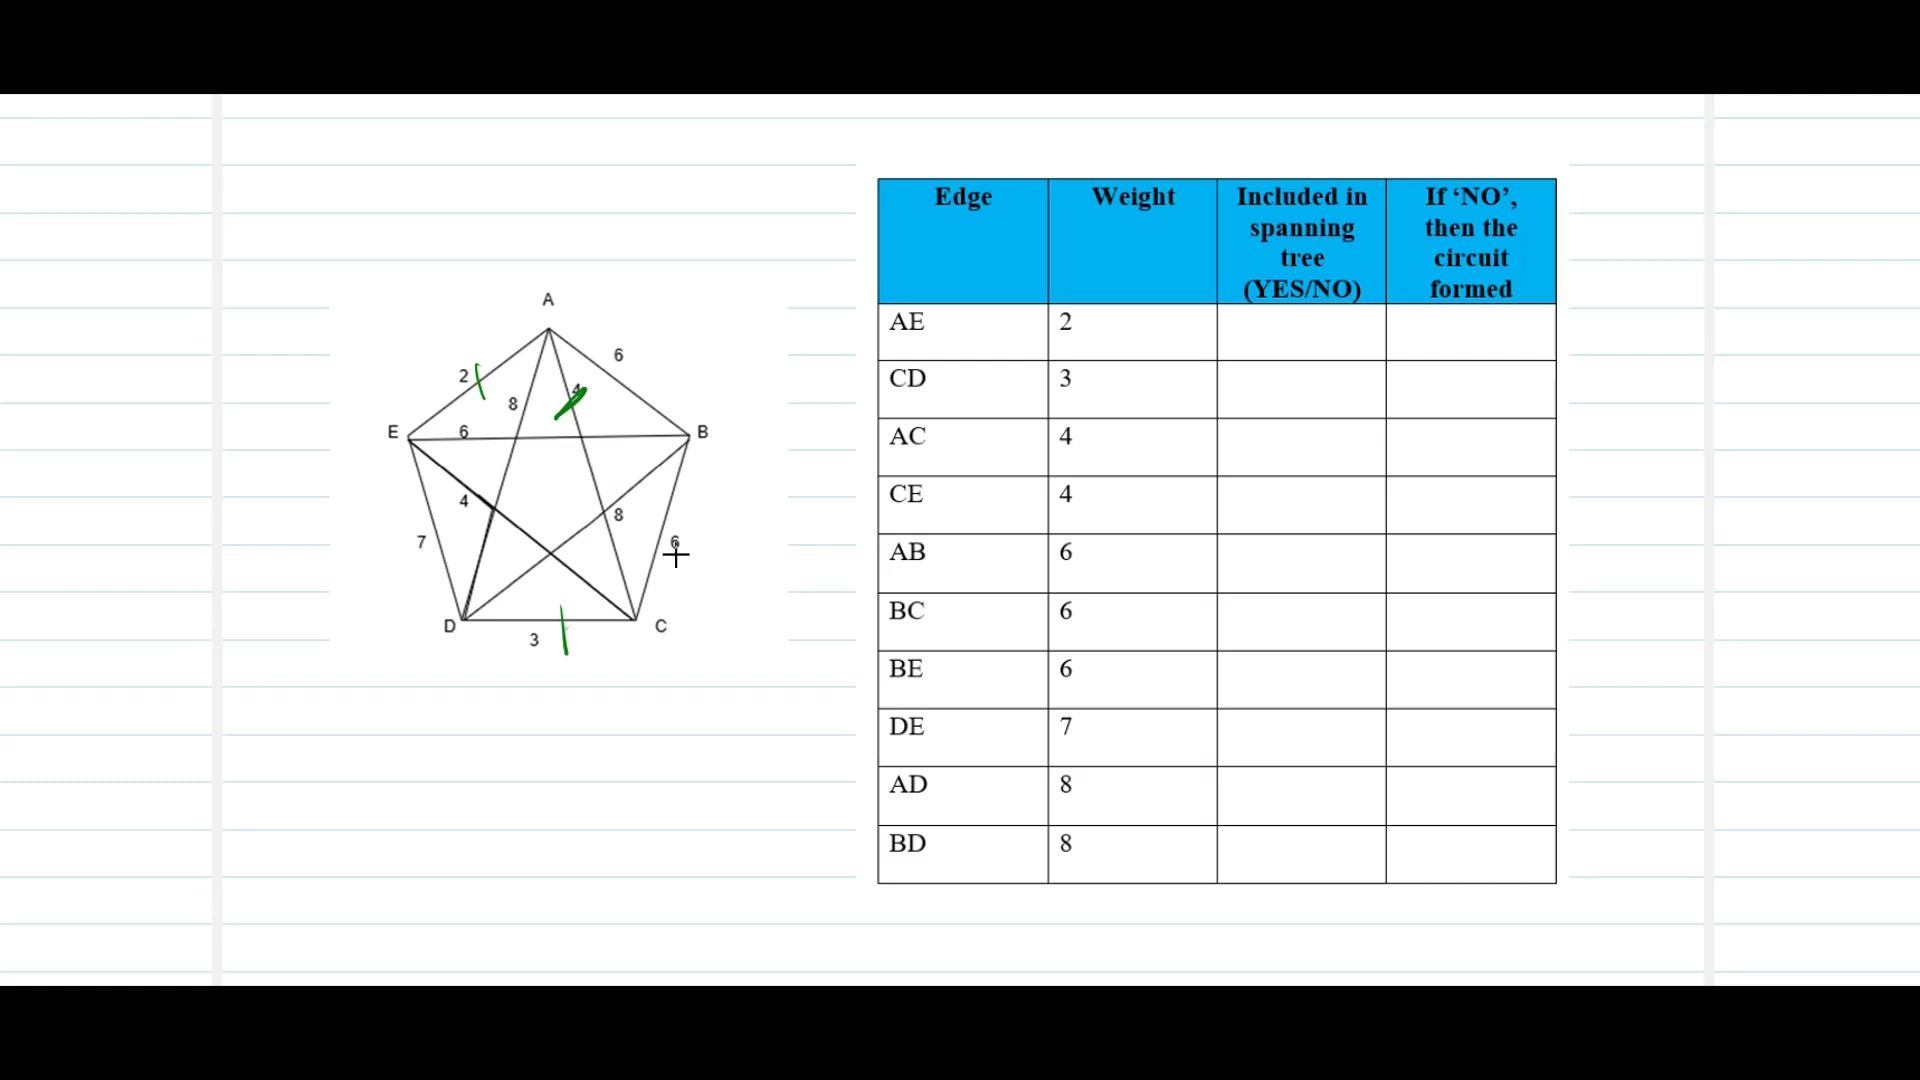 A
6
2
4
8
E
6
B
4
8
7
6
D
C
3
Edge Weight Included in spanning tree (YES/NO) If ‘NO’, then the circuit formed
AE 2
CD 3
AC 4
CE 4
AB 6
BC 6
BE 6
DE 7
AD 8
BD 8